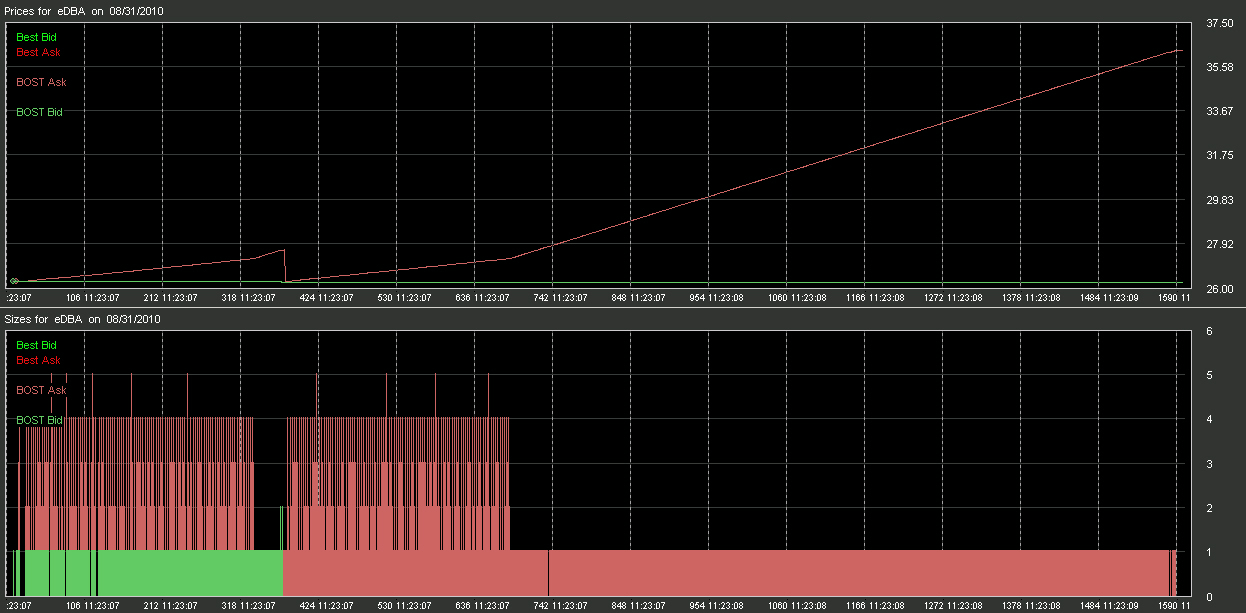 Prices for eDBA on 08/31/2010
Best Bid
Best Ask
BOST Ask
BOST Bid
37.50
35.58
33.67
31.75
29.83
27.92
26.00
:23:07 106 11:23:07 212 11:23:07 318 11:23:07 424 11:23:07 530 11:23:07 636 11:23:07 742 11:23:07 848 11:23:07 954 11:23:08 1060 11:23:08 1166 11:23:08 1272 11:23:08 1378 11:23:08 1484 11:23:09 1590 11
Sizes for eDBA on 08/31/2010
Best Bid
Best Ask
BOST Ask
BOST Bid
6
5
4
3
2
1
0
:23:07 106 11:23:07 212 11:23:07 318 11:23:07 424 11:23:07 530 11:23:07 636 11:23:07 742 11:23:07 848 11:23:07 954 11:23:08 1060 11:23:08 1166 11:23:08 1272 11:23:08 1378 11:23:08 1484 11:23:09 1590 11